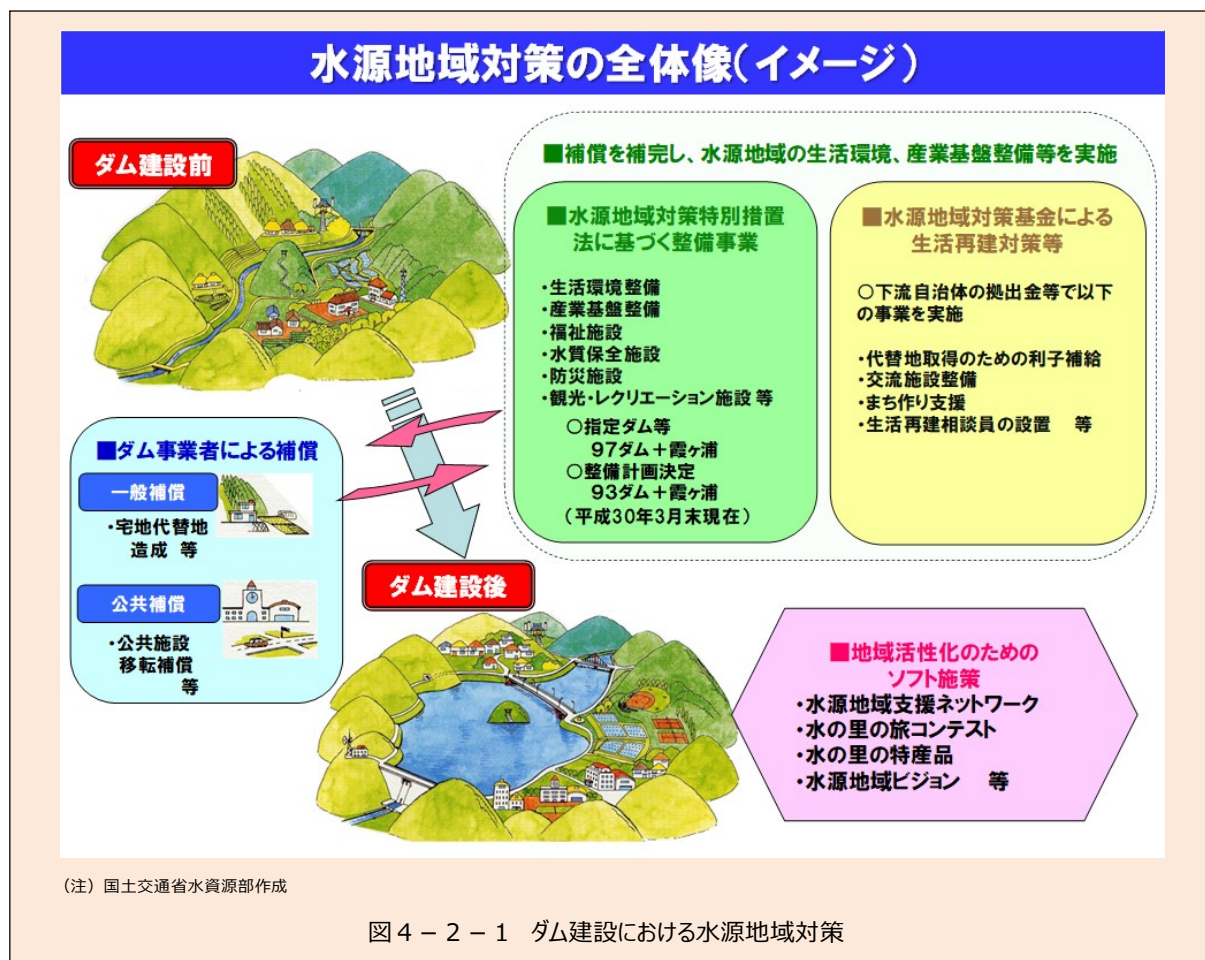 水源地域対策の全体像(イメージ)
ダム建設前
■補償を補完し、水源地域の生活環境、産業基盤整備等を実施
■水源地域対策特別措置
法に基づく整備事業
・生活環境整備
・産業基盤整備
・福祉施設
・水質保全施設
・防災施設
・観光・レクリエーション施設 等
○指定ダム等
97ダム+霞ヶ浦
○整備計画決定
93ダム+霞ヶ浦
(平成30年3月末現在)
■水源地域対策基金による
生活再建対策等
○下流自治体の拠出金等で以下
の事業を実施
・代替地取得のための利子補給
・交流施設整備
・まち作り支援
・生活再建相談員の設置 等
■ダム事業者による補償
一般補償
・宅地代替地
造成 等
公共補償
・公共施設
移転補償
等
ダム建設後
■地域活性化のための
ソフト施策
・水源地域支援ネットワーク
・水の里の旅コンテスト
・水の里の特産品
・水源地域ビジョン 等
(注)国土交通省水資源部作成
図4-2-1 ダム建設における水源地域対策